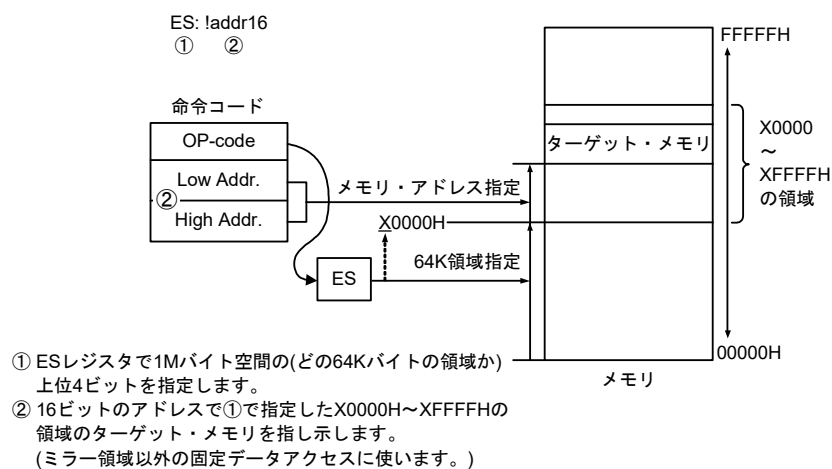 ES: !addr16
① ②
命令コード
OP-code
Low Addr.
②
High Addr.
メモリ・アドレス指定
X0000H
64K領域指定
ES
FFFFFH
ターゲット・メモリ
X0000
～
XFFFFH
の領域
00000H
メモリ
① ESレジスタで1Mバイト空間の(どの64Kバイトの領域か)
上位4ビットを指定します。
② 16ビットのアドレスで①で指定したX0000H～XFFFFHの
領域のターゲット・メモリを指し示します。
(ミラー領域以外の固定データアクセスに使います。)